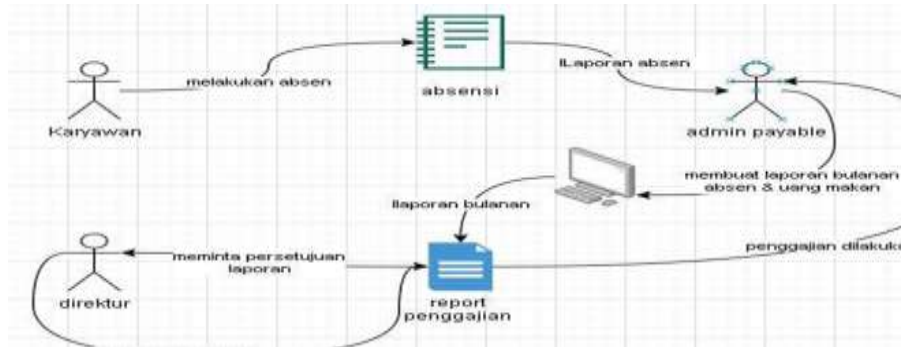 melakukan absen
absensi
lLaporan absen
Karyawan
admin payable
membuat laporan bulanan
absen & uang makan
llaporan bulanan
meminta persetujuan
laporan
penggajian dilakuk
direktur
report
penggajian